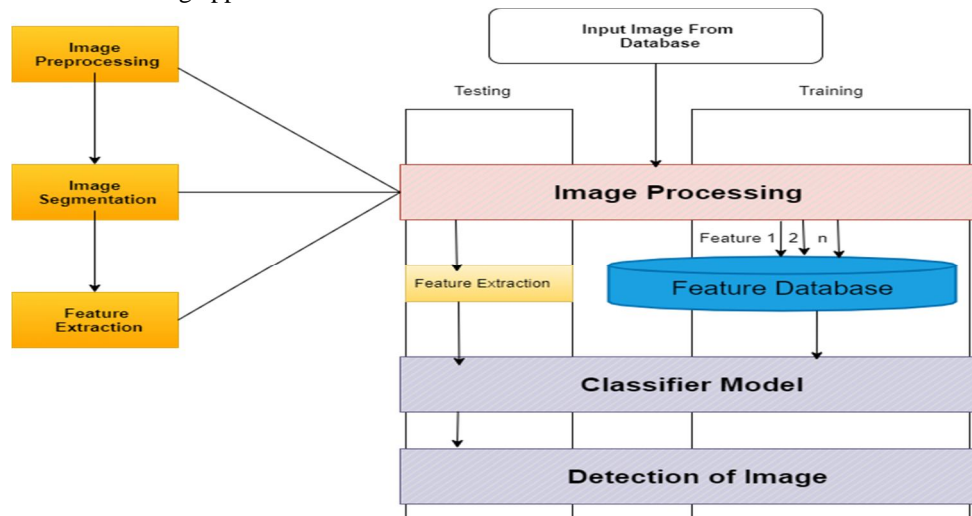 Image
Preprocessing
Image
Segmentation
Feature
Extraction
Input Image From
Database
Testing
Training
Image Processing
Feature 1 2 n
Feature Extraction
Feature Database
Classifier Model
Detection of Image